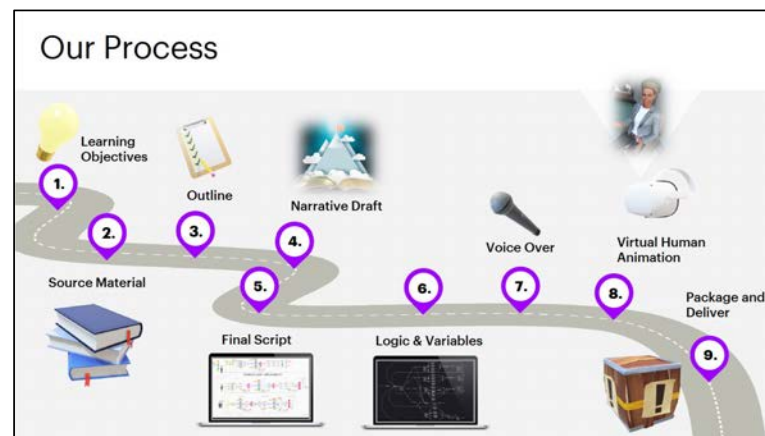 Our Process
Learning
Objectives
1.
2.
Source Material
Outline
3.
Narrative Draft
4.
5.
Final Script
6.
Logic & Variables
Voice Over
7.
Virtual Human
Animation
8.
Package and
Deliver
9.
!